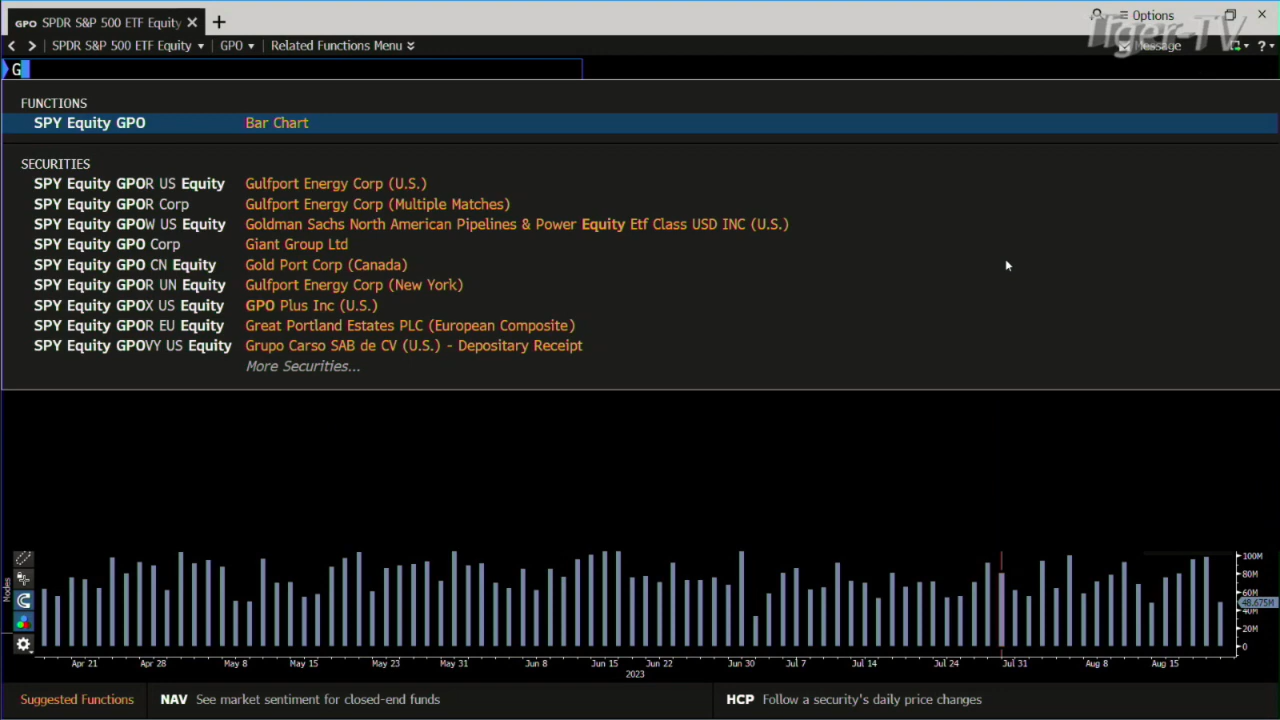 GPO SPDR S&P 500 ETF Equity
Options
Tiger-TV
SPDR S&P 500 ETF Equity GPO Related Functions Menu
Message
?
G
FUNCTIONS
SPY Equity GPO Bar Chart
SECURITIES
SPY Equity GPOR US Equity Gulfport Energy Corp (U.S.)
SPY Equity GPOR Corp Gulfport Energy Corp (Multiple Matches)
SPY Equity GPOW US Equity Goldman Sachs North American Pipelines & Power Equity Etf Class USD INC (U.S.)
SPY Equity GPO Corp Giant Group Ltd
SPY Equity GPO CN Equity Gold Port Corp (Canada)
SPY Equity GPOR UN Equity Gulfport Energy Corp (New York)
SPY Equity GPOX US Equity GPO Plus Inc (U.S.)
SPY Equity GPOR EU Equity Great Portland Estates PLC (European Composite)
SPY Equity GPOVY US Equity Grupo Carso SAB de CV (U.S.) - Depositary Receipt
More Securities...
Modes
100M
80M
60M
48.675M
40M
20M
0
Apr 21 Apr 28 May 8 May 15 May 23 May 31 Jun 8 Jun 15 Jun 22 Jun 30 Jul 7 Jul 14 Jul 24 Jul 31 Aug 8 Aug 15
2023
Suggested Functions NAV See market sentiment for closed-end funds HCP Follow a security's daily price changes